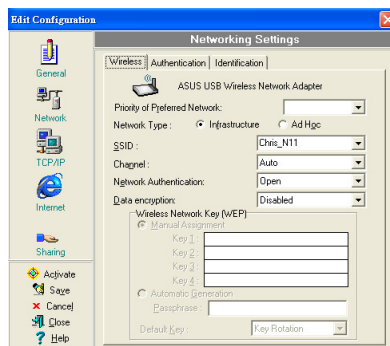 Edit Configuration
Networking Settings
General
Network
TCP/IP
Internet
Sharing
Activate
Save
Cancel
Close
? Help
Wireless
Authentication
Identification
ASUS USB Wireless Network Adapter
Priority of Preferred Network:
Network Type :
Infrastructure
Ad Hoc
SSID :
Chris_N11
Channel :
Auto
Network Authentication:
Open
Data encryption:
Disabled
Wireless Network Key (WEP)
Manual Assignment
Key 1 :
Key 2 :
Key 3 :
Key 4 :
Automatic Generation
Passphrase :
Default Key :
Key Rotation